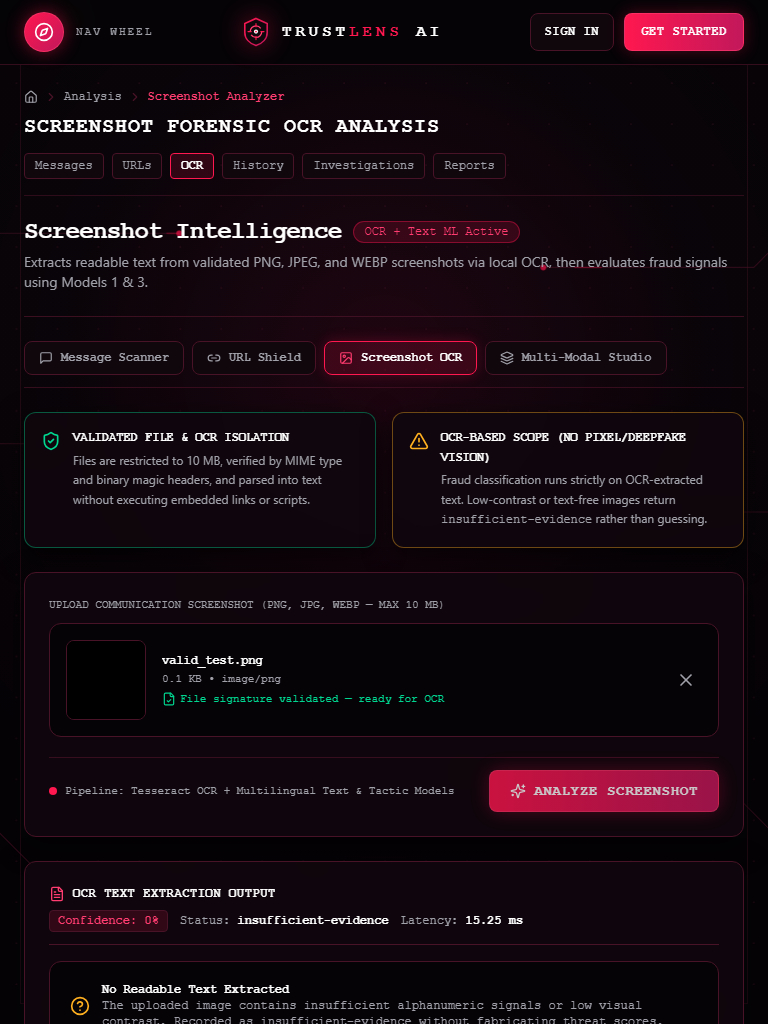 NAV WHEEL
TRUSTLENS AI
SIGN IN
GET STARTED
Analysis
Screenshot Analyzer
SCREENSHOT FORENSIC OCR ANALYSIS
Messages
URLs
OCR
History
Investigations
Reports
Screenshot Intelligence
OCR + Text ML Active
Extracts readable text from validated PNG, JPEG, and WEBP screenshots via local OCR, then evaluates fraud signals
using Models 1 & 3.
Message Scanner
URL Shield
Screenshot OCR
Multi-Modal Studio
VALIDATED FILE & OCR ISOLATION
Files are restricted to 10 MB, verified by MIME type
and binary magic headers, and parsed into text
without executing embedded links or scripts.
OCR-BASED SCOPE (NO PIXEL/DEEPFAKE
VISION)
Fraud classification runs strictly on OCR-extracted
text. Low-contrast or text-free images return
insufficient-evidence rather than guessing.
UPLOAD COMMUNICATION SCREENSHOT (PNG, JPG, WEBP — MAX 10 MB)
valid_test.png
0.1 KB • image/png
File signature validated — ready for OCR
Pipeline: Tesseract OCR + Multilingual Text & Tactic Models
ANALYZE SCREENSHOT
OCR TEXT EXTRACTION OUTPUT
Confidence: 0%
Status: insufficient-evidence
Latency: 15.25 ms
No Readable Text Extracted
The uploaded image contains insufficient alphanumeric signals or low visual
contrast. Recorded as insufficient-evidence without fabricating threat scores.